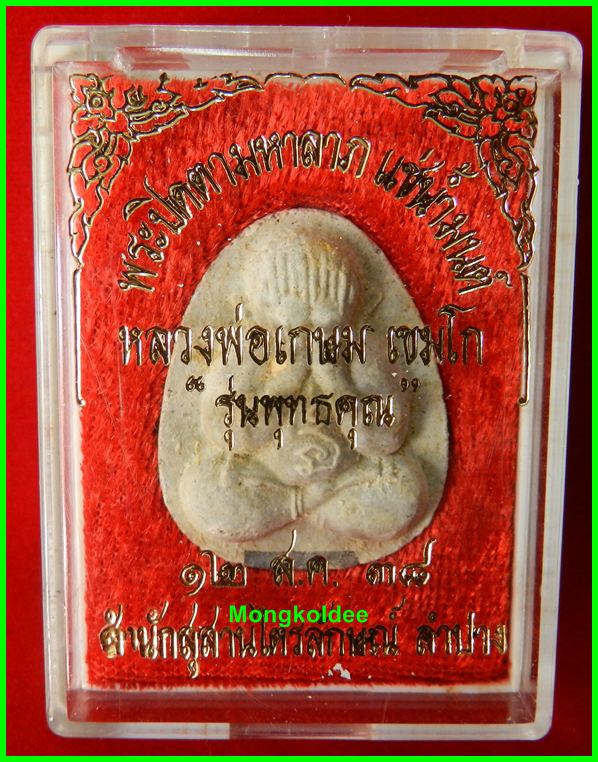 พระปิดตามหาลาภ แช่น้ำมนต์
หลวงพ่อเกษม เขมโก
“รุ่นพุทธคุณ”
๑๒ ส.ค. ๓๘
Mongkoldee
สำนักสุสานไตรลักษณ์ ลำปาง